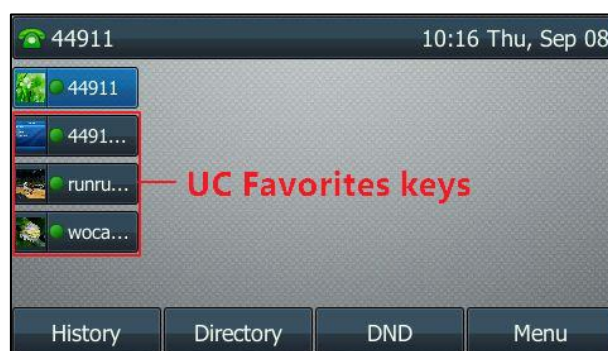 44911 10:16 Thu, Sep 08
44911
4491...
runru...
woca...
UC Favorites keys
History Directory DND Menu